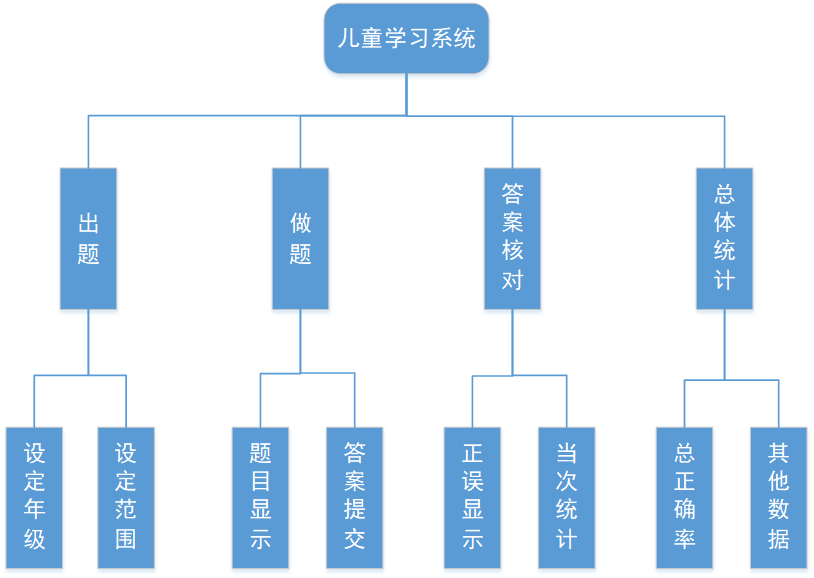 儿童学习系统
出题
做题
答案核对
总体统计
设定年级
设定范围
题目显示
答案提交
正误显示
当次统计
总正确率
其他数据